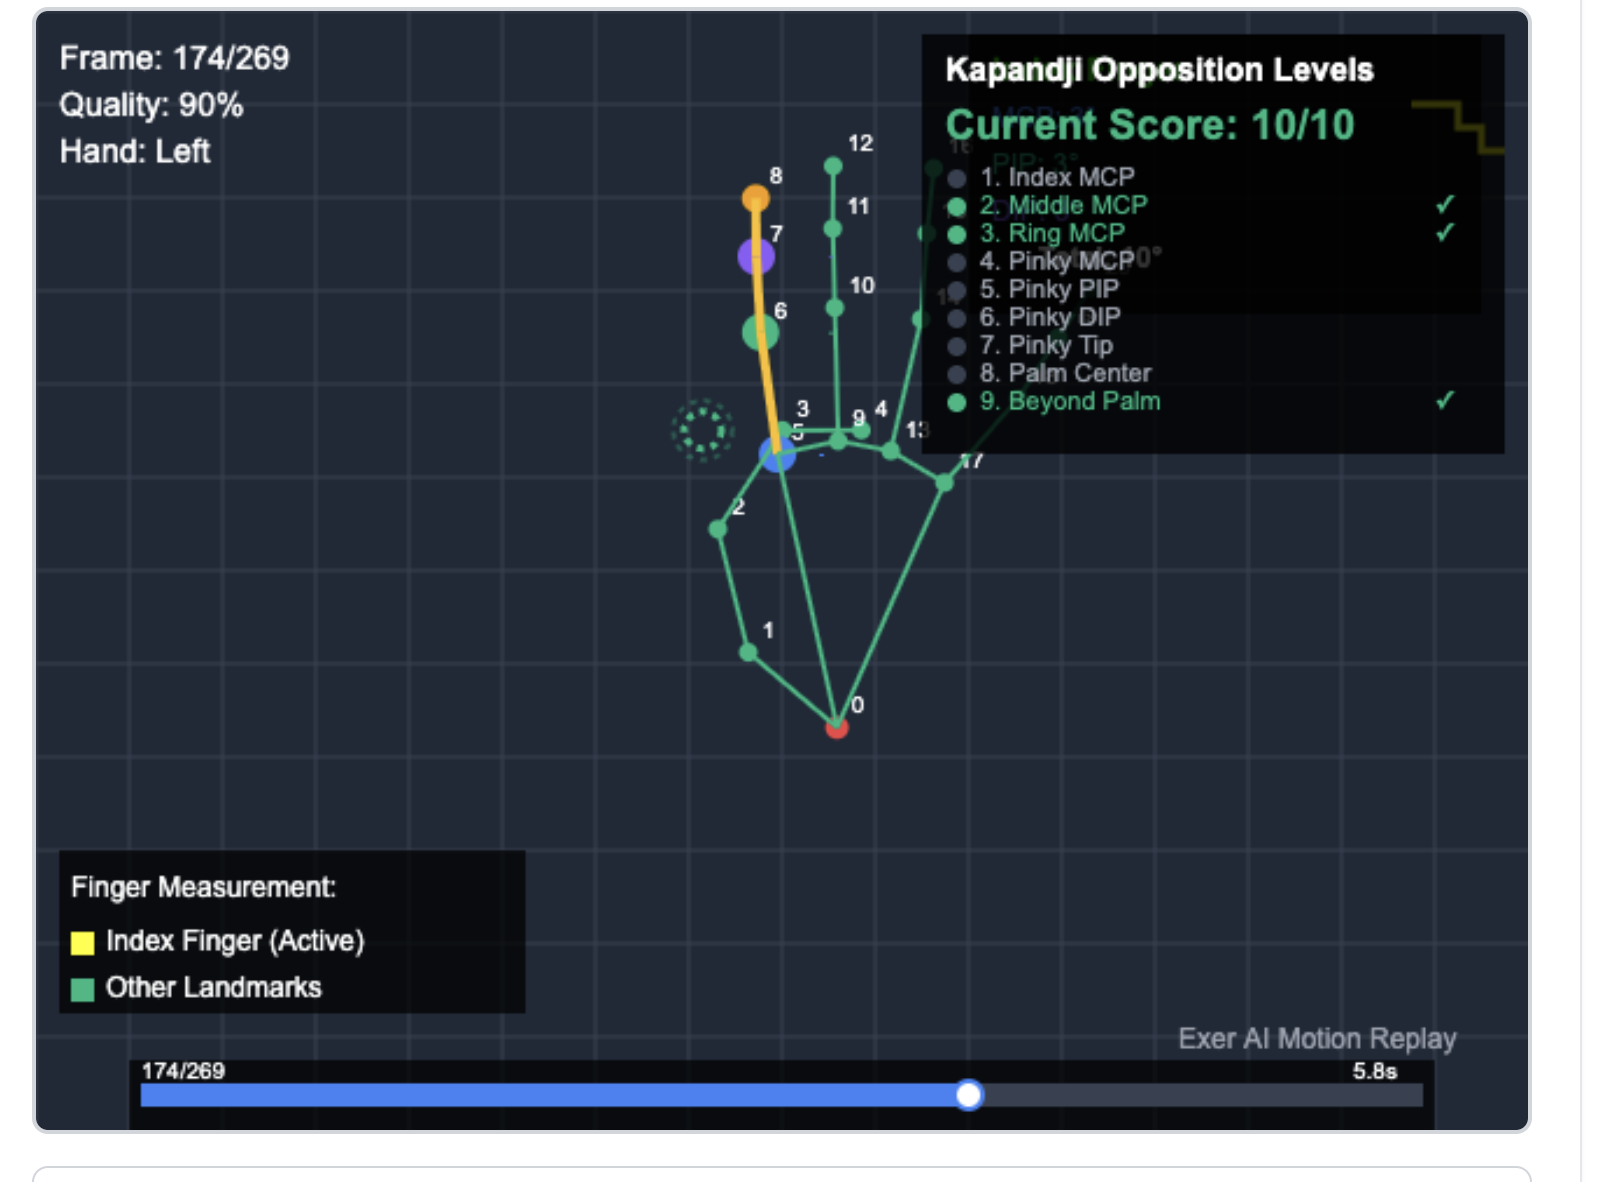 Frame: 174/269
Quality: 90%
Hand: Left
Kapandji Opposition Levels
Current Score: 10/10
1. Index MCP
2. Middle MCP ✓
3. Ring MCP ✓
4. Pinky MCP
5. Pinky PIP
6. Pinky DIP
7. Pinky Tip
8. Palm Center
9. Beyond Palm ✓
PIP: 3°
12
8
11
7
10
6
3
4
9
5
13
17
2
1
0
Finger Measurement:
Index Finger (Active)
Other Landmarks
Exer AI Motion Replay
174/269
5.8s